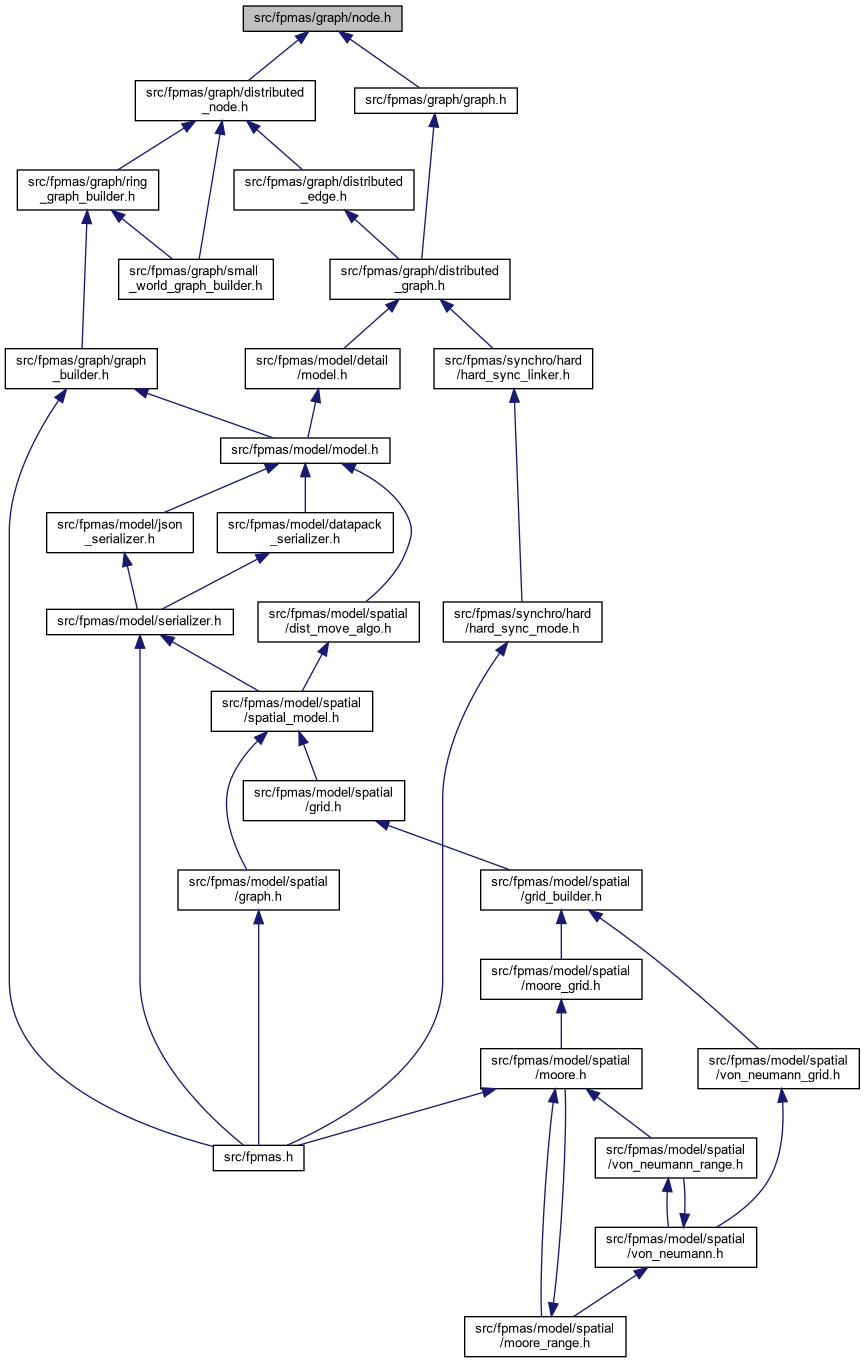 src/fpmas/graph/node.h
src/fpmas/graph/distributed
_node.h
src/fpmas/graph/graph.h
src/fpmas/graph/ring
_graph_builder.h
src/fpmas/graph/distributed
_edge.h
src/fpmas/graph/small
_world_graph_builder.h
src/fpmas/graph/distributed
_graph.h
src/fpmas/graph/graph
_builder.h
src/fpmas/model/detail
/model.h
src/fpmas/synchro/hard
/hard_sync_linker.h
src/fpmas/model/model.h
src/fpmas/model/json
_serializer.h
src/fpmas/model/datapack
_serializer.h
src/fpmas/model/serializer.h
src/fpmas/model/spatial
/dist_move_algo.h
src/fpmas/synchro/hard
/hard_sync_mode.h
src/fpmas/model/spatial
/spatial_model.h
src/fpmas/model/spatial
/grid.h
src/fpmas/model/spatial
/graph.h
src/fpmas/model/spatial
/grid_builder.h
src/fpmas/model/spatial
/moore_grid.h
src/fpmas/model/spatial
/moore.h
src/fpmas/model/spatial
/von_neumann_grid.h
src/fpmas.h
src/fpmas/model/spatial
/von_neumann_range.h
src/fpmas/model/spatial
/von_neumann.h
src/fpmas/model/spatial
/moore_range.h